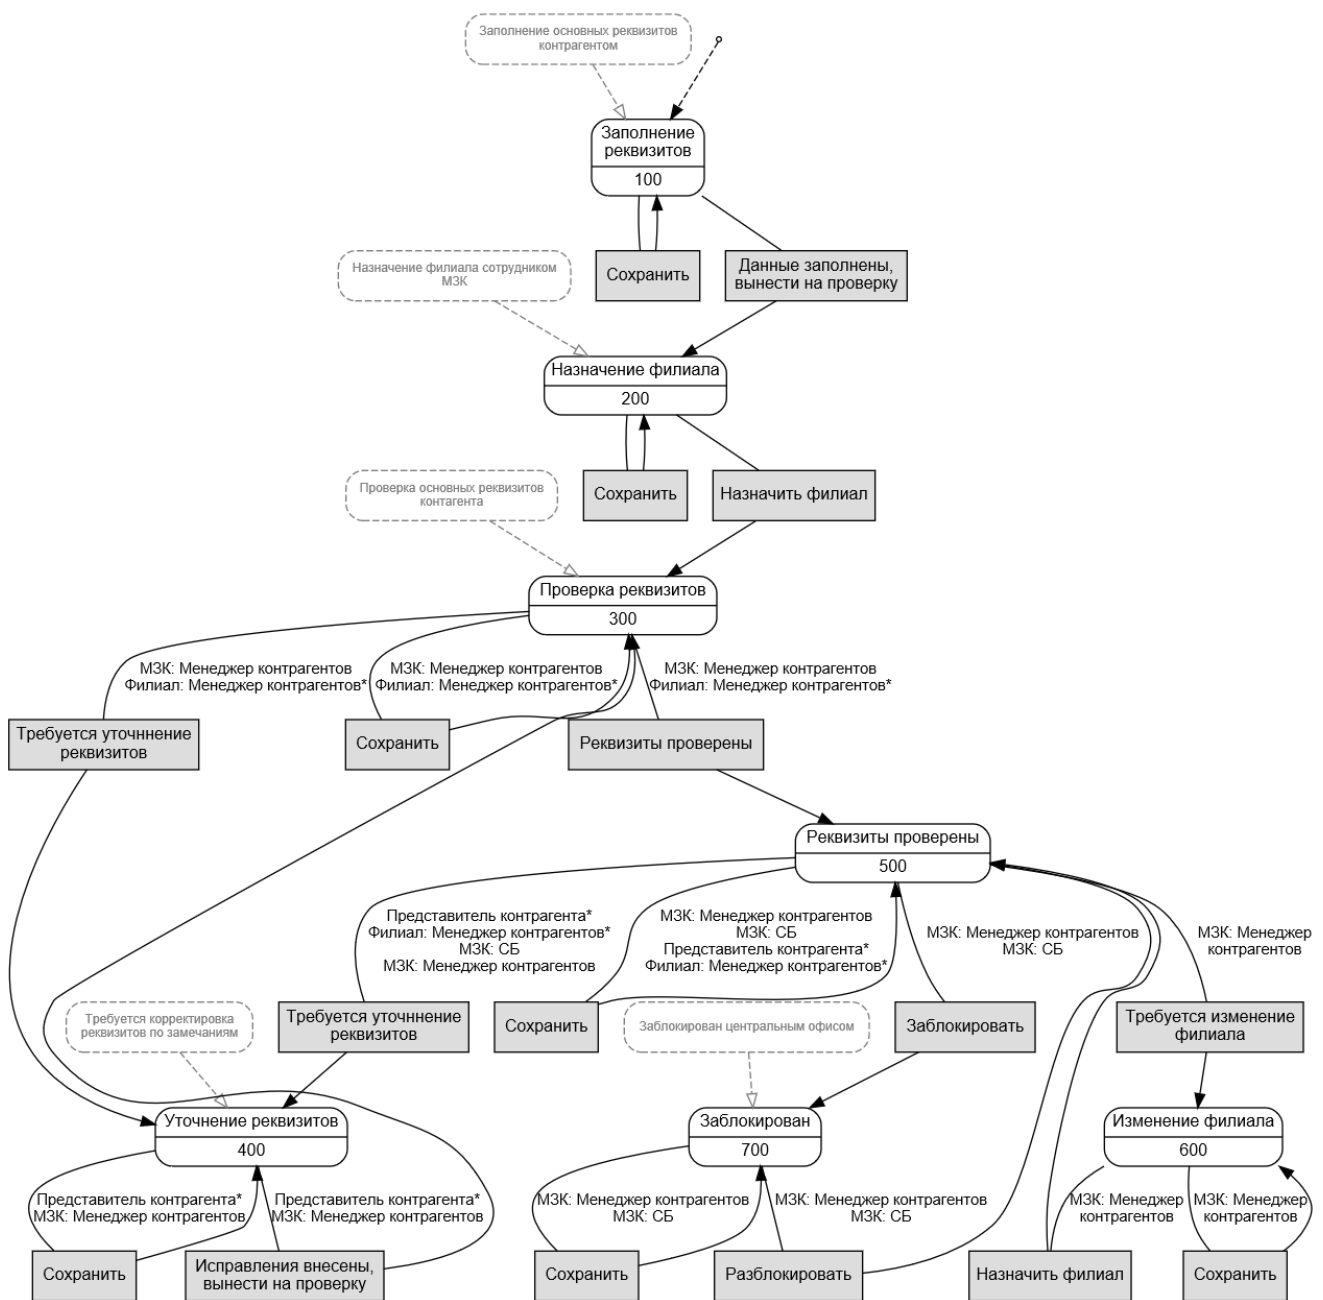 Заполнение основных реквизитов
контрагентом
Заполнение
реквизитов
100
Назначение филиала сотрудником
МЗК
Сохранить
Данные заполнены,
вынести на проверку
Назначение филиала
200
Проверка основных реквизитов
контагента
Сохранить
Назначить филиал
Проверка реквизитов
300
МЗК: Менеджер контрагентов
Филиал: Менеджер контрагентов*
МЗК: Менеджер контрагентов
Филиал: Менеджер контрагентов*
МЗК: Менеджер контрагентов
Филиал: Менеджер контрагентов*
Требуется уточннение
реквизитов
Сохранить
Реквизиты проверены
Реквизиты проверены
500
Представитель контрагента*
Филиал: Менеджер контрагентов*
МЗК: СБ
МЗК: Менеджер контрагентов
МЗК: Менеджер контрагентов
МЗК: СБ
Представитель контрагента*
Филиал: Менеджер контрагентов*
МЗК: Менеджер контрагентов
МЗК: СБ
МЗК: Менеджер
контрагентов
Требуется корректировка
реквизитов по замечаниям
Требуется уточннение
реквизитов
Сохранить
Заблокирован центральным офисом
Заблокировать
Требуется изменение
филиала
Уточнение реквизитов
400
Заблокирован
700
Изменение филиала
600
Представитель контрагента*
МЗК: Менеджер контрагентов
Представитель контрагента*
МЗК: Менеджер контрагентов
МЗК: Менеджер контрагентов
МЗК: СБ
МЗК: Менеджер контрагентов
МЗК: СБ
МЗК: Менеджер
контрагентов
МЗК: Менеджер
контрагентов
Сохранить
Исправления внесены,
вынести на проверку
Сохранить
Разблокировать
Назначить филиал
Сохранить